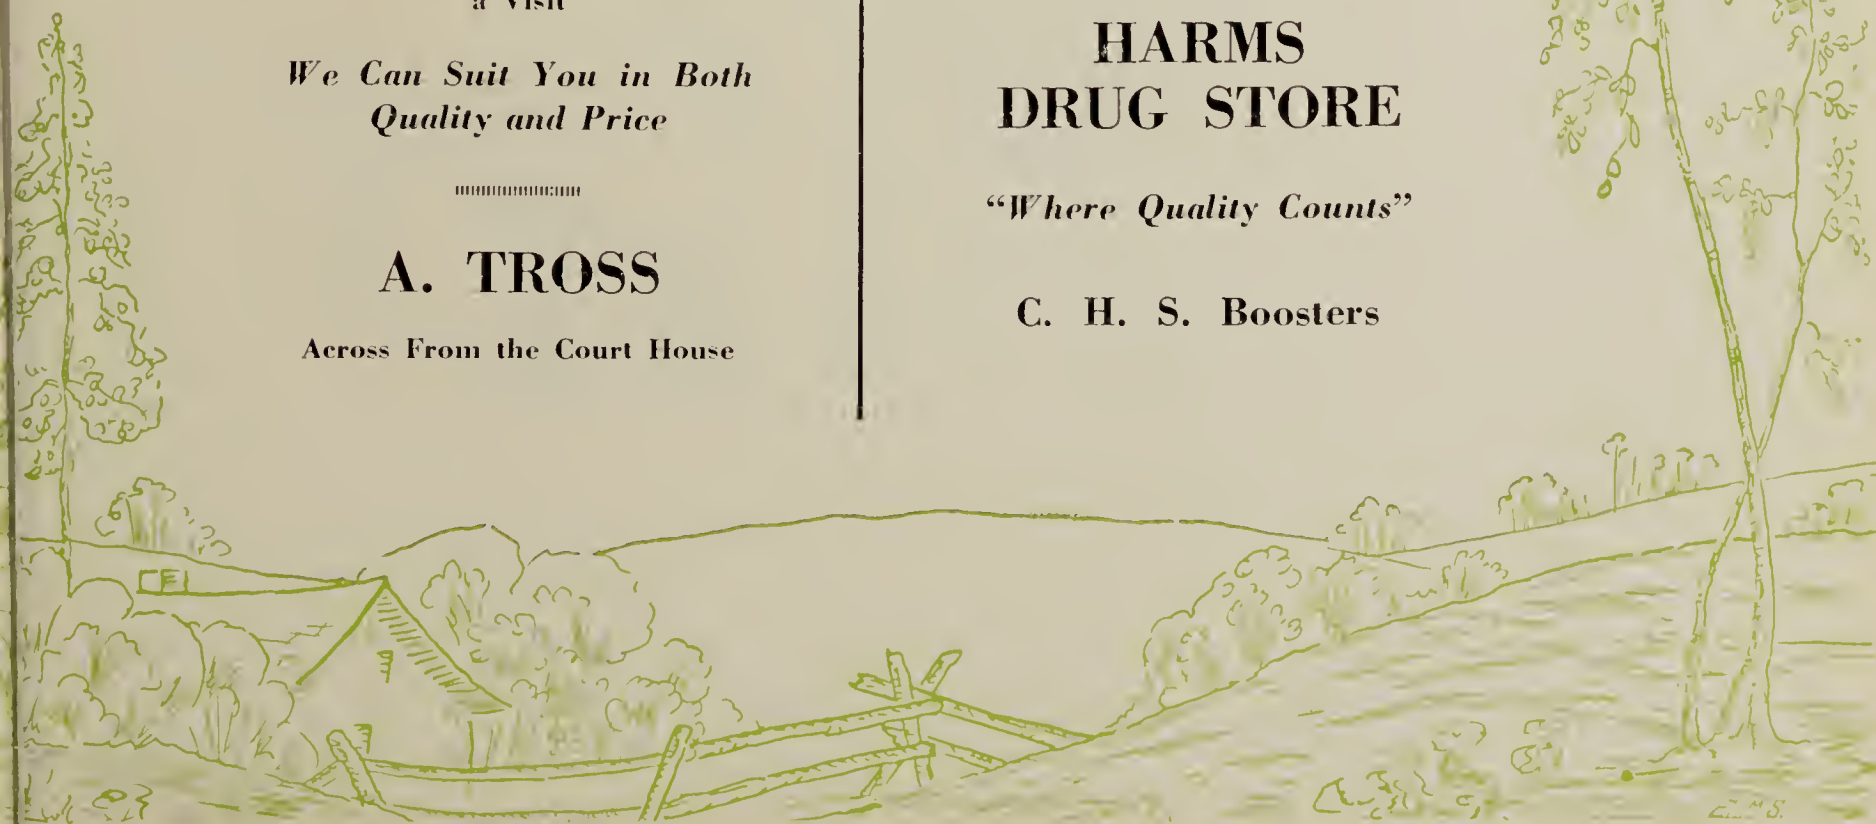 a Visit
We Can Suit You in Both
Quality and Price
A. TROSS
Across From the Court House
HARMS
DRUG STORE
“Where Quality Counts”
C. H. S. Boosters